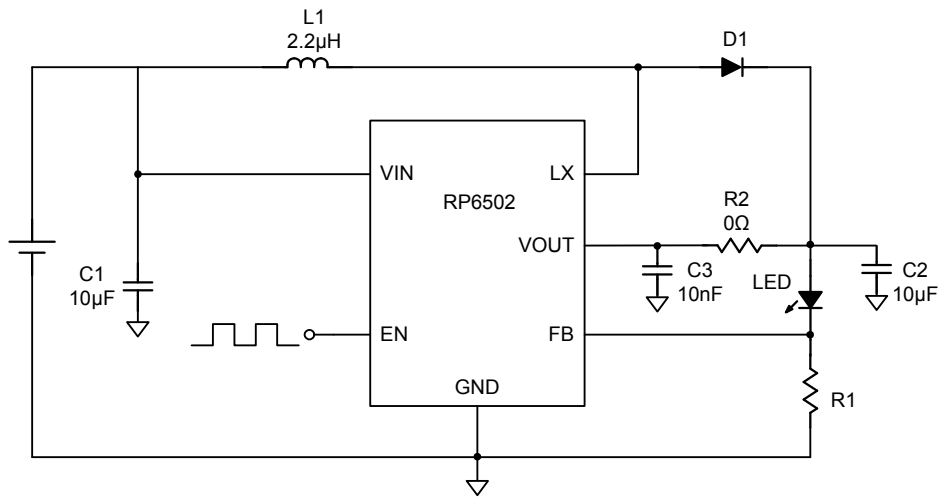 L1
2.2µH
D1
VIN
LX
RP6502
R2
0Ω
VOUT
C1
10µF
C3
10nF
LED
C2
10µF
EN
FB
GND
R1